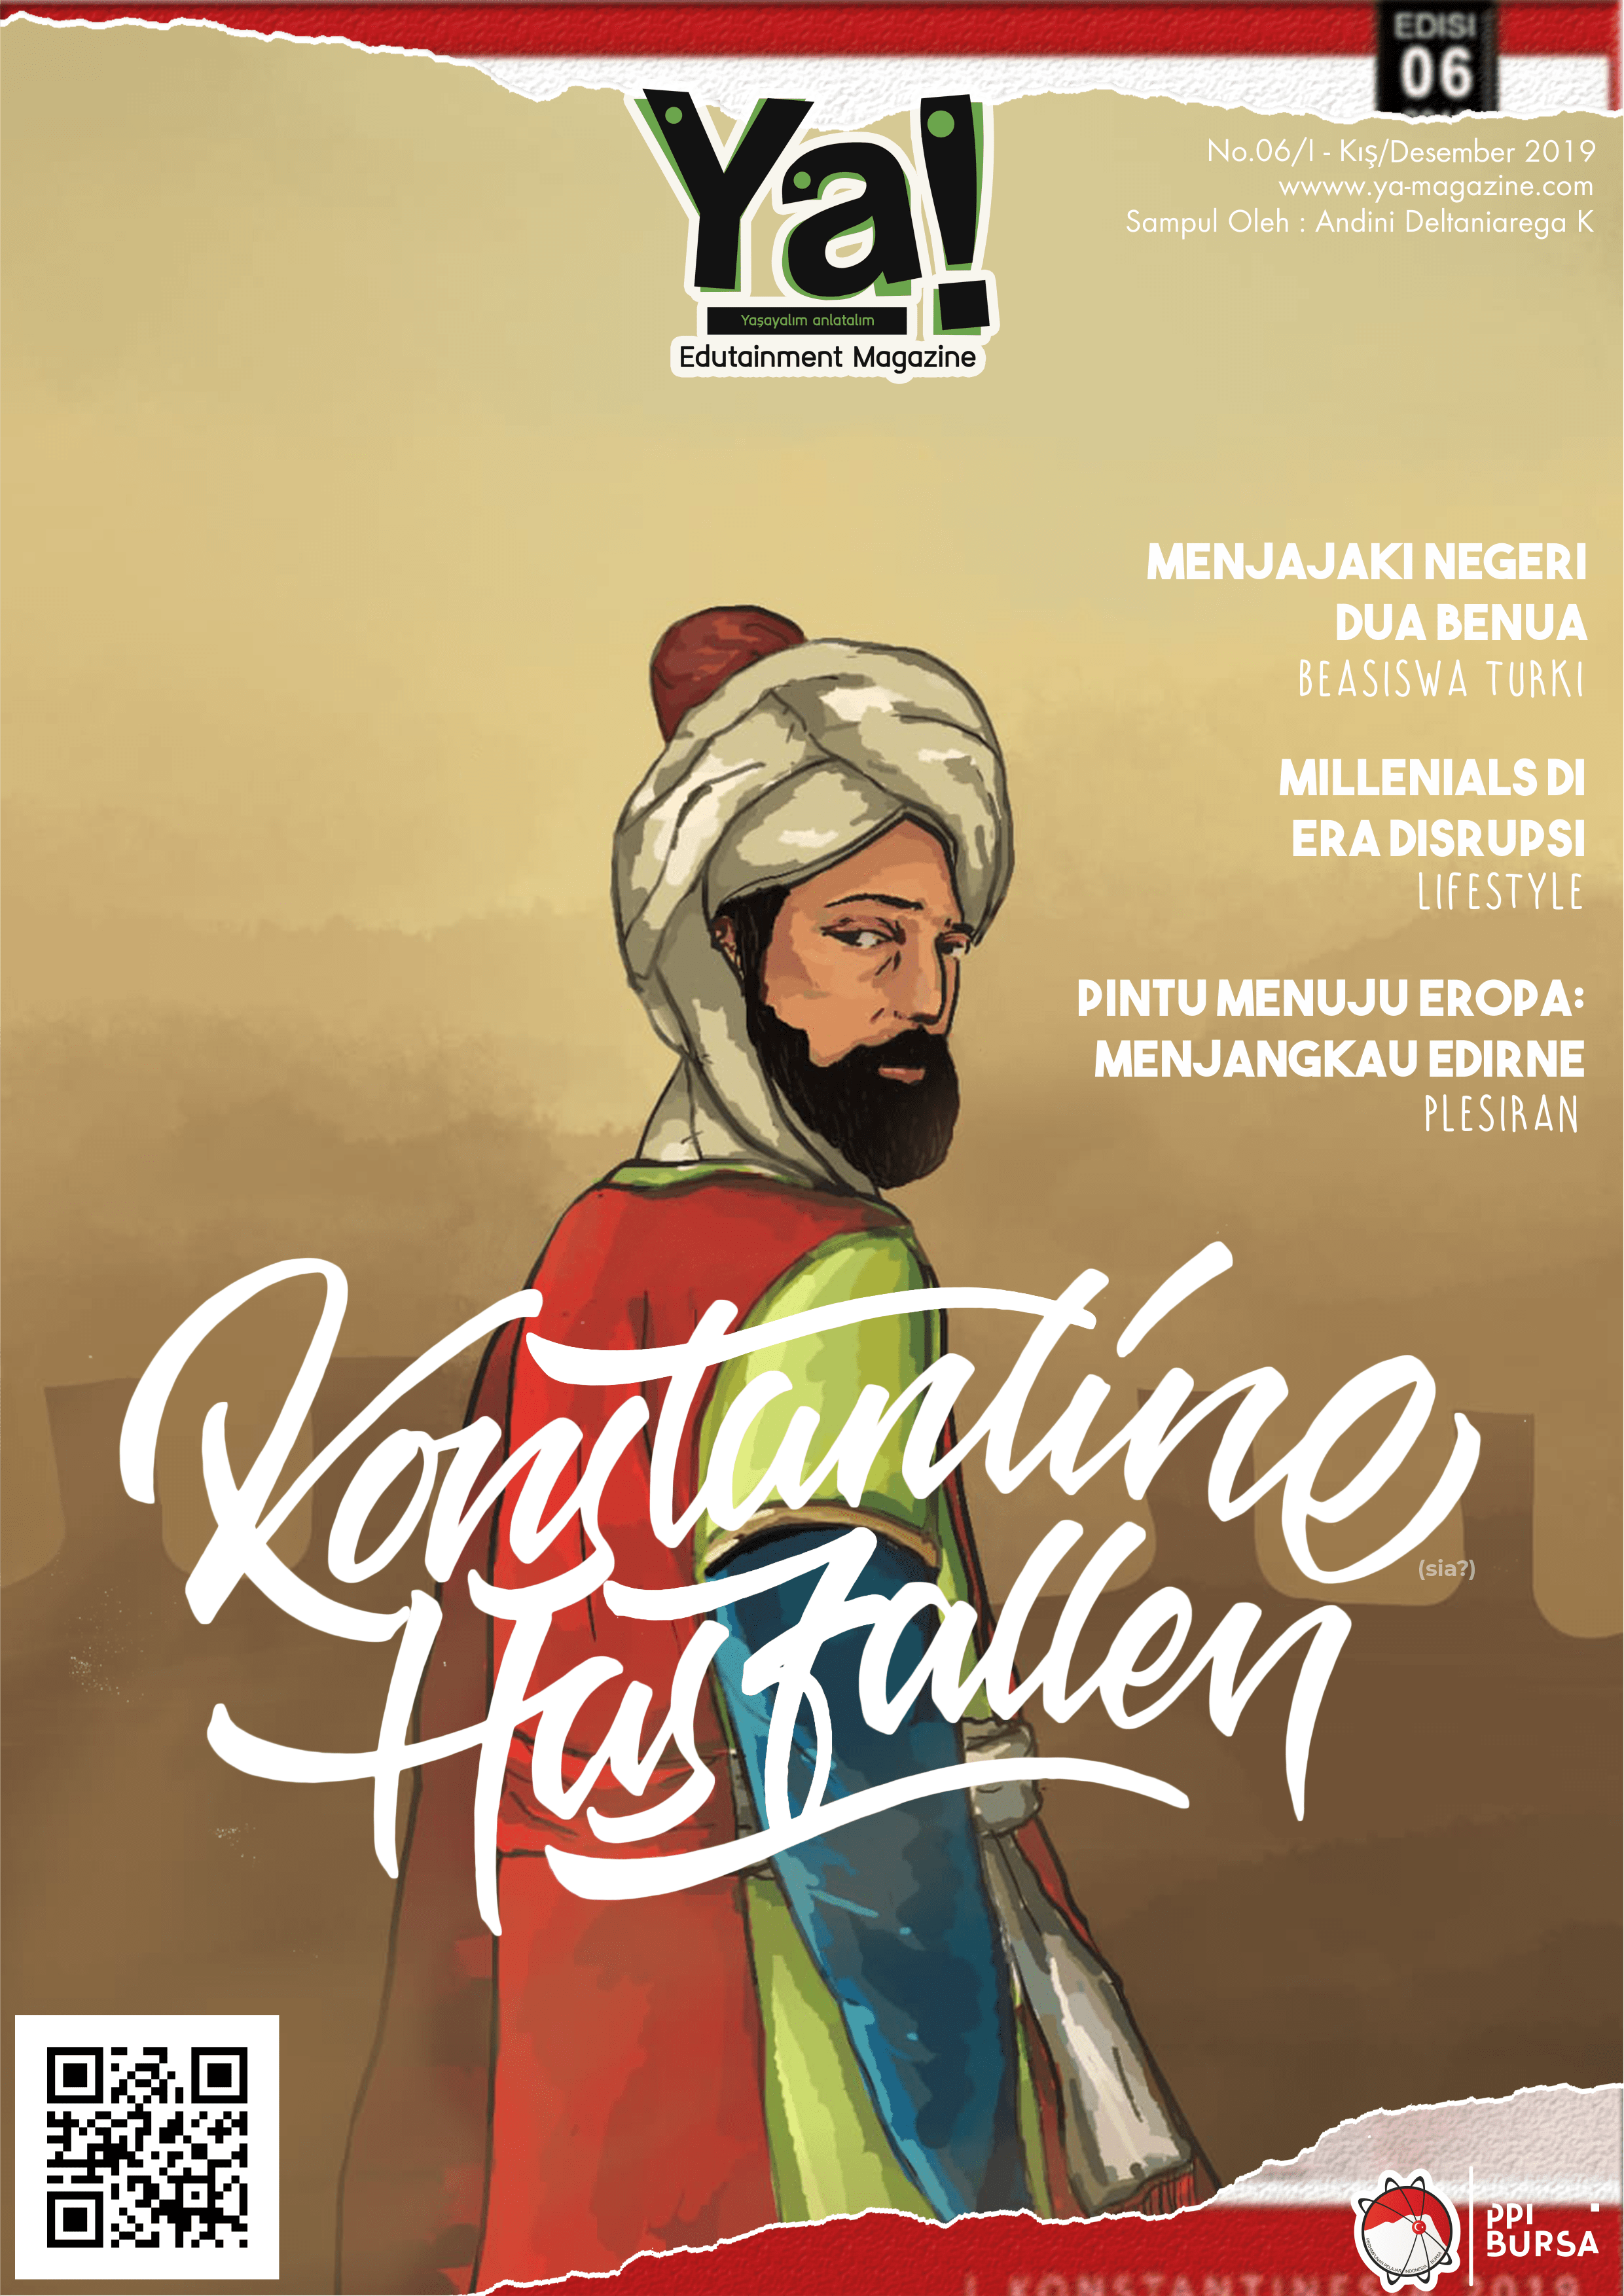 EDISI
06
No.06/I - Kış/Desember 2019
wwww.ya-magazine.com
Sampul Oleh : Andini Deltaniarega K
Ya!
Yaşayalım anlatalım
Edutainment Magazine
MENJAJAKI NEGERI
DUA BENUA
BEASISWA TURKI
MILLENIALS DI
ERA DISRUPSI
LIFESTYLE
PINTU MENUJU EROPA:
MENJANGKAU EDIRNE
PLESIRAN
Konstantine
(sia?)
Has fallen
PPI
BURSA